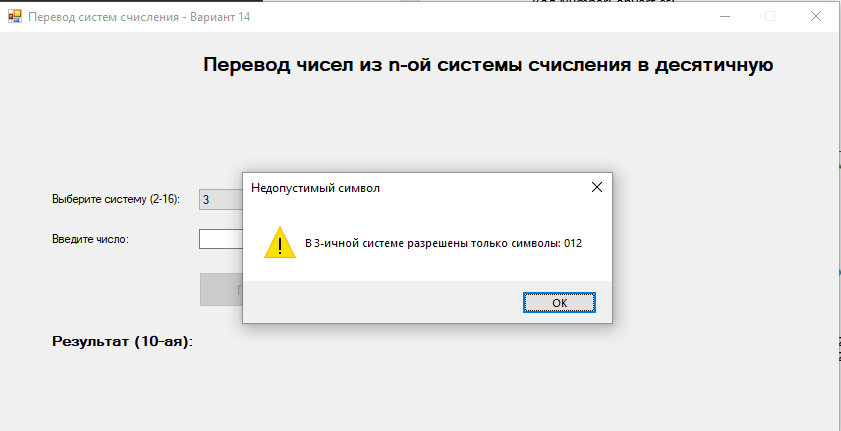 Перевод систем счисления - Вариант 14
Перевод чисел из n-ой системы счисления в десятичную
Недопустимый символ
Выберите систему (2-16):
3
В 3-ичной системе разрешены только символы: 012
Введите число:
ОК
Результат (10-ая):